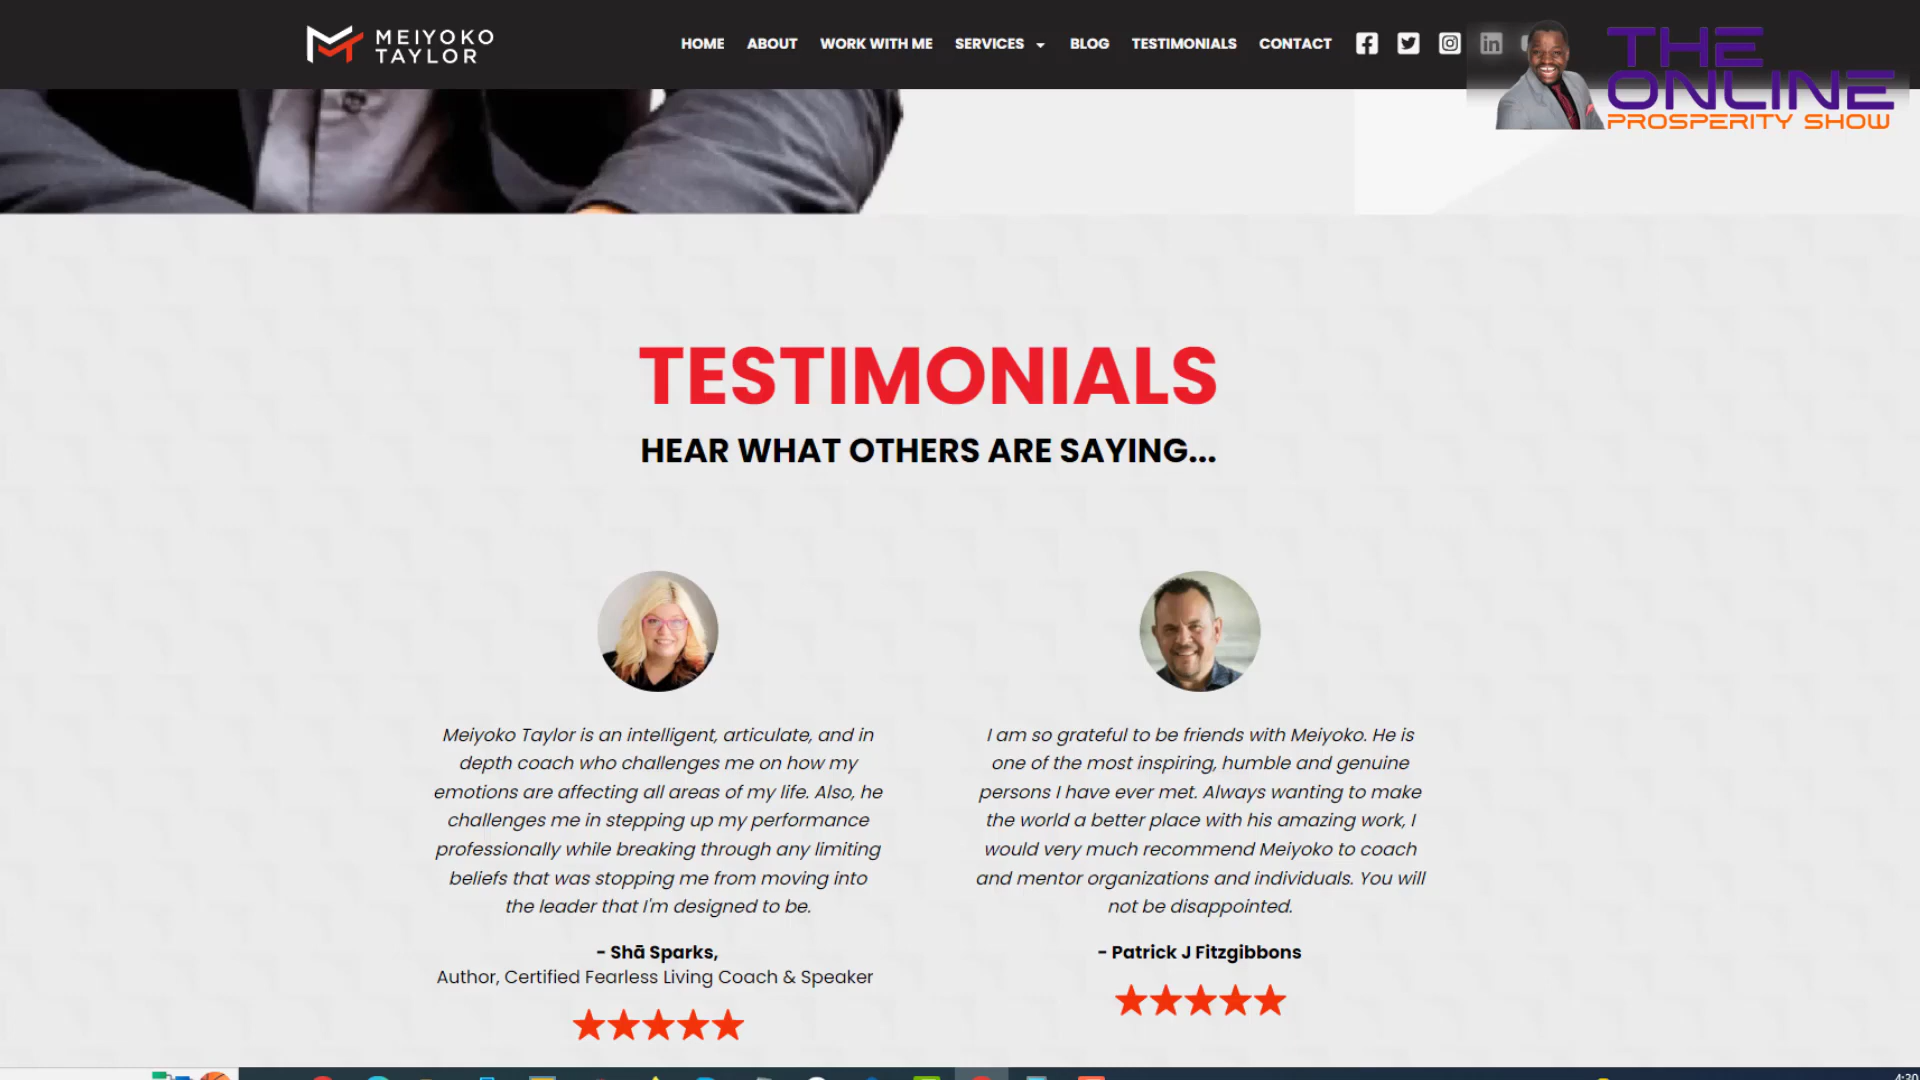 MEIYOKO
TAYLOR
HOME ABOUT WORK WITH ME SERVICES BLOG TESTIMONIALS CONTACT
THE
ONLINE
PROSPERITY SHOW
TESTIMONIALS
HEAR WHAT OTHERS ARE SAYING...
Meiyoko Taylor is an intelligent, articulate, and in
depth coach who challenges me on how my
emotions are affecting all areas of my life. Also, he
challenges me in stepping up my performance
professionally while breaking through any limiting
beliefs that was stopping me from moving into
the leader that I'm designed to be.
- Shā Sparks,
Author, Certified Fearless Living Coach & Speaker
I am so grateful to be friends with Meiyoko. He is
one of the most inspiring, humble and genuine
persons I have ever met. Always wanting to make
the world a better place with his amazing work, I
would very much recommend Meiyoko to coach
and mentor organizations and individuals. You will
not be disappointed.
- Patrick J Fitzgibbons